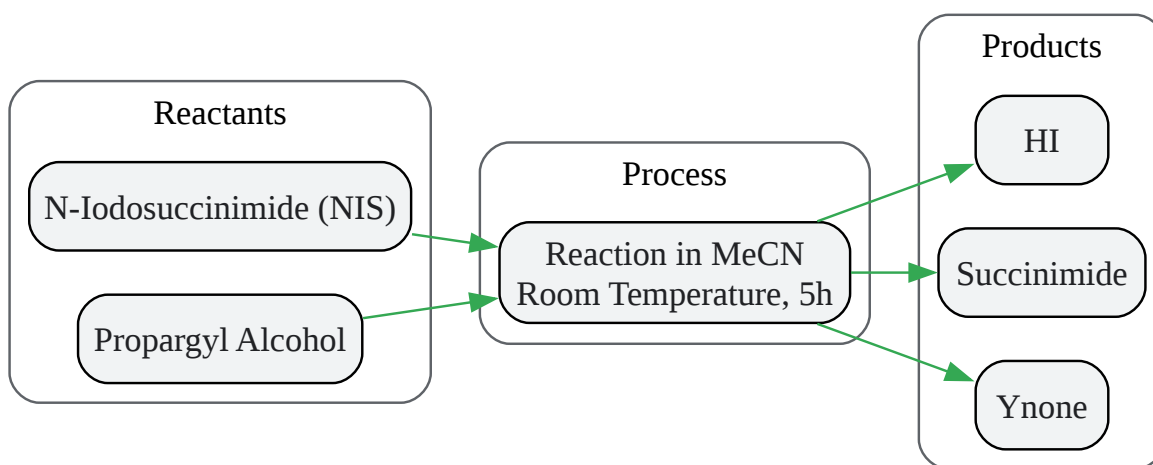 Reactants
N-Iodosuccinimide (NIS)
Propargyl Alcohol
Process
Reaction in MeCN
Room Temperature, 5h
Products
HI
Succinimide
Ynone